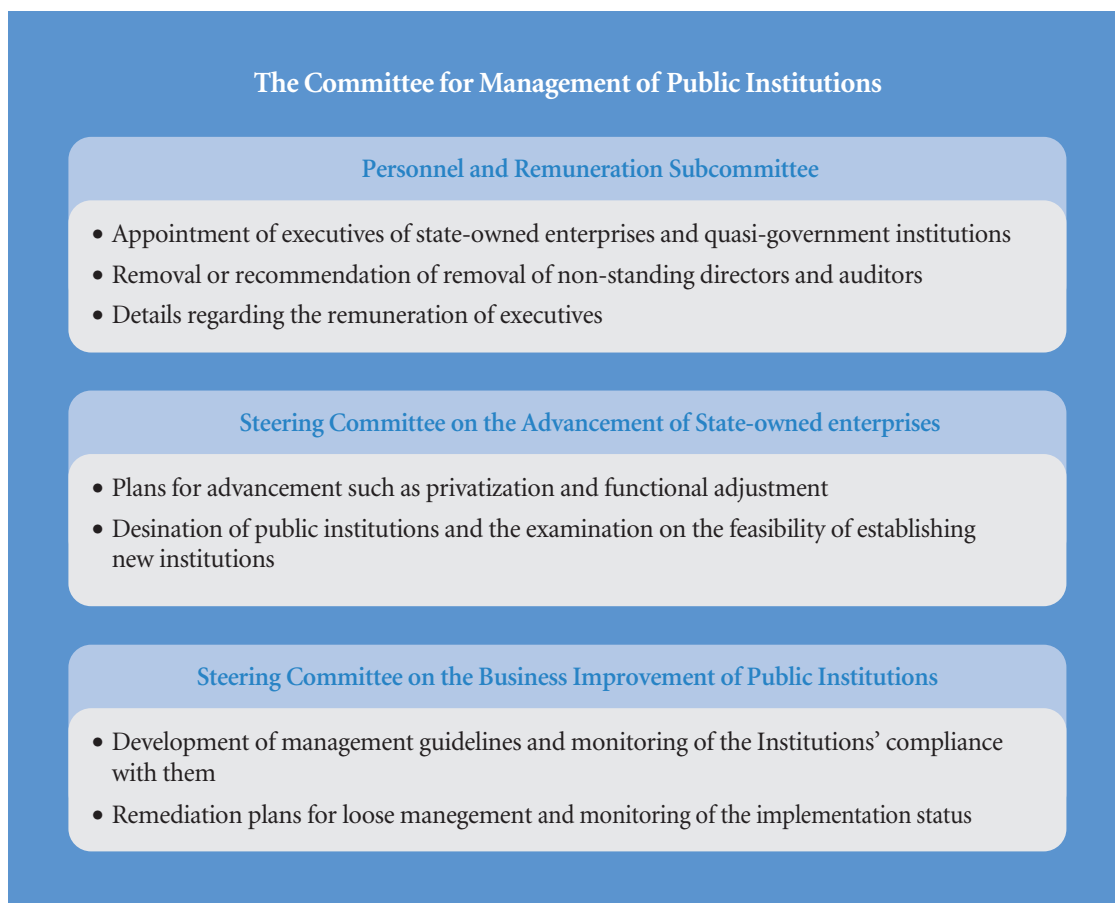 The Committee for Management of Public Institutions
Personnel and Remuneration Subcommittee
• Appointment of executives of state-owned enterprises and quasi-government institutions
• Removal or recommendation of removal of non-standing directors and auditors
• Details regarding the remuneration of executives
Steering Committee on the Advancement of State-owned enterprises
• Plans for advancement such as privatization and functional adjustment
• Desination of public institutions and the examination on the feasibility of establishing
new institutions
Steering Committee on the Business Improvement of Public Institutions
• Development of management guidelines and monitoring of the Institutions’ compliance
with them
• Remediation plans for loose manegement and monitoring of the implementation status